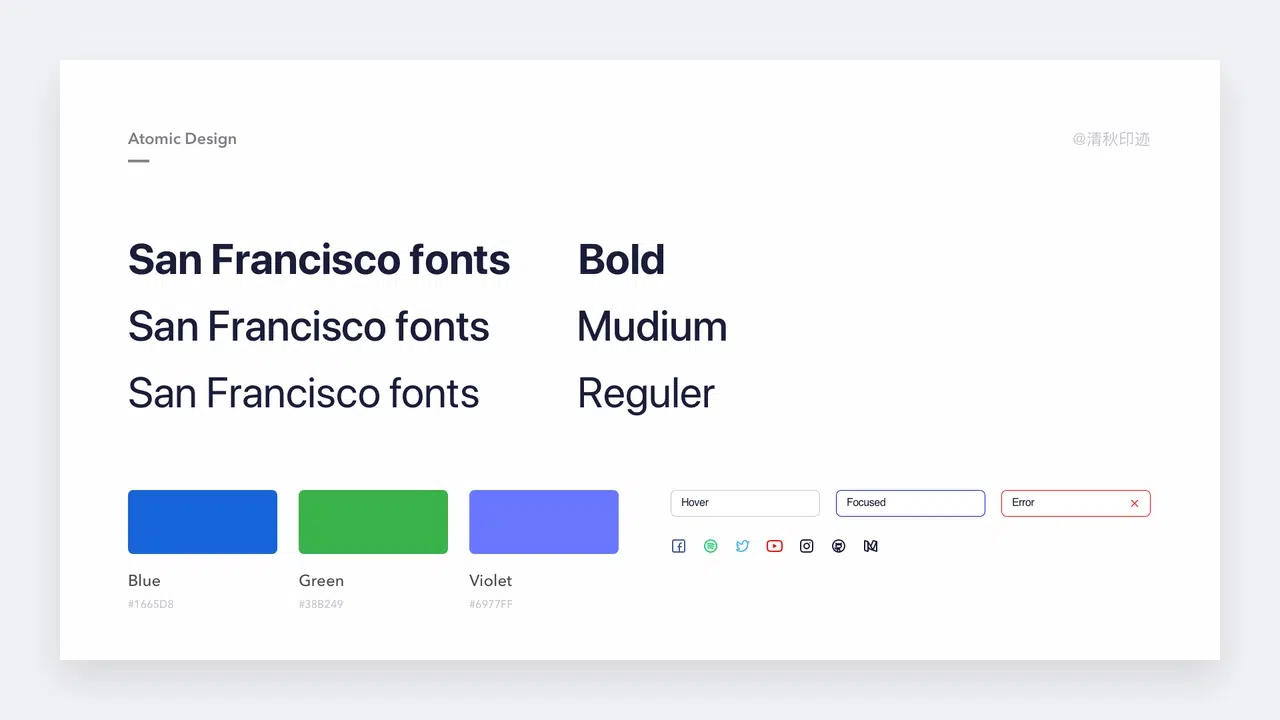 Atomic Design
@清秋印迹
San Francisco fonts Bold
San Francisco fonts Mudium
San Francisco fonts Reguler
Hover Focused Error
Blue Green Violet
#1665D8 #38B249 #6977FF